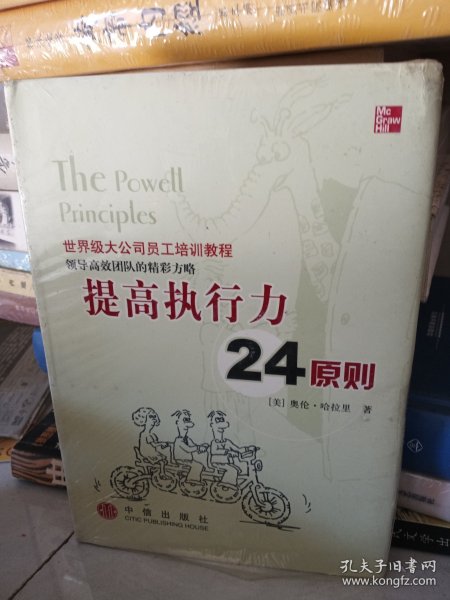 Mc
Graw
Hill
The Powell
Principles
世界级大公司员工培训教程
领导高效团队的精彩方略
提高执行力
24原则
[美] 奥伦·哈拉里 著
中信出版社
CITIC PUBLISHING HOUSE
孔夫子旧书网
www.kongfz.com